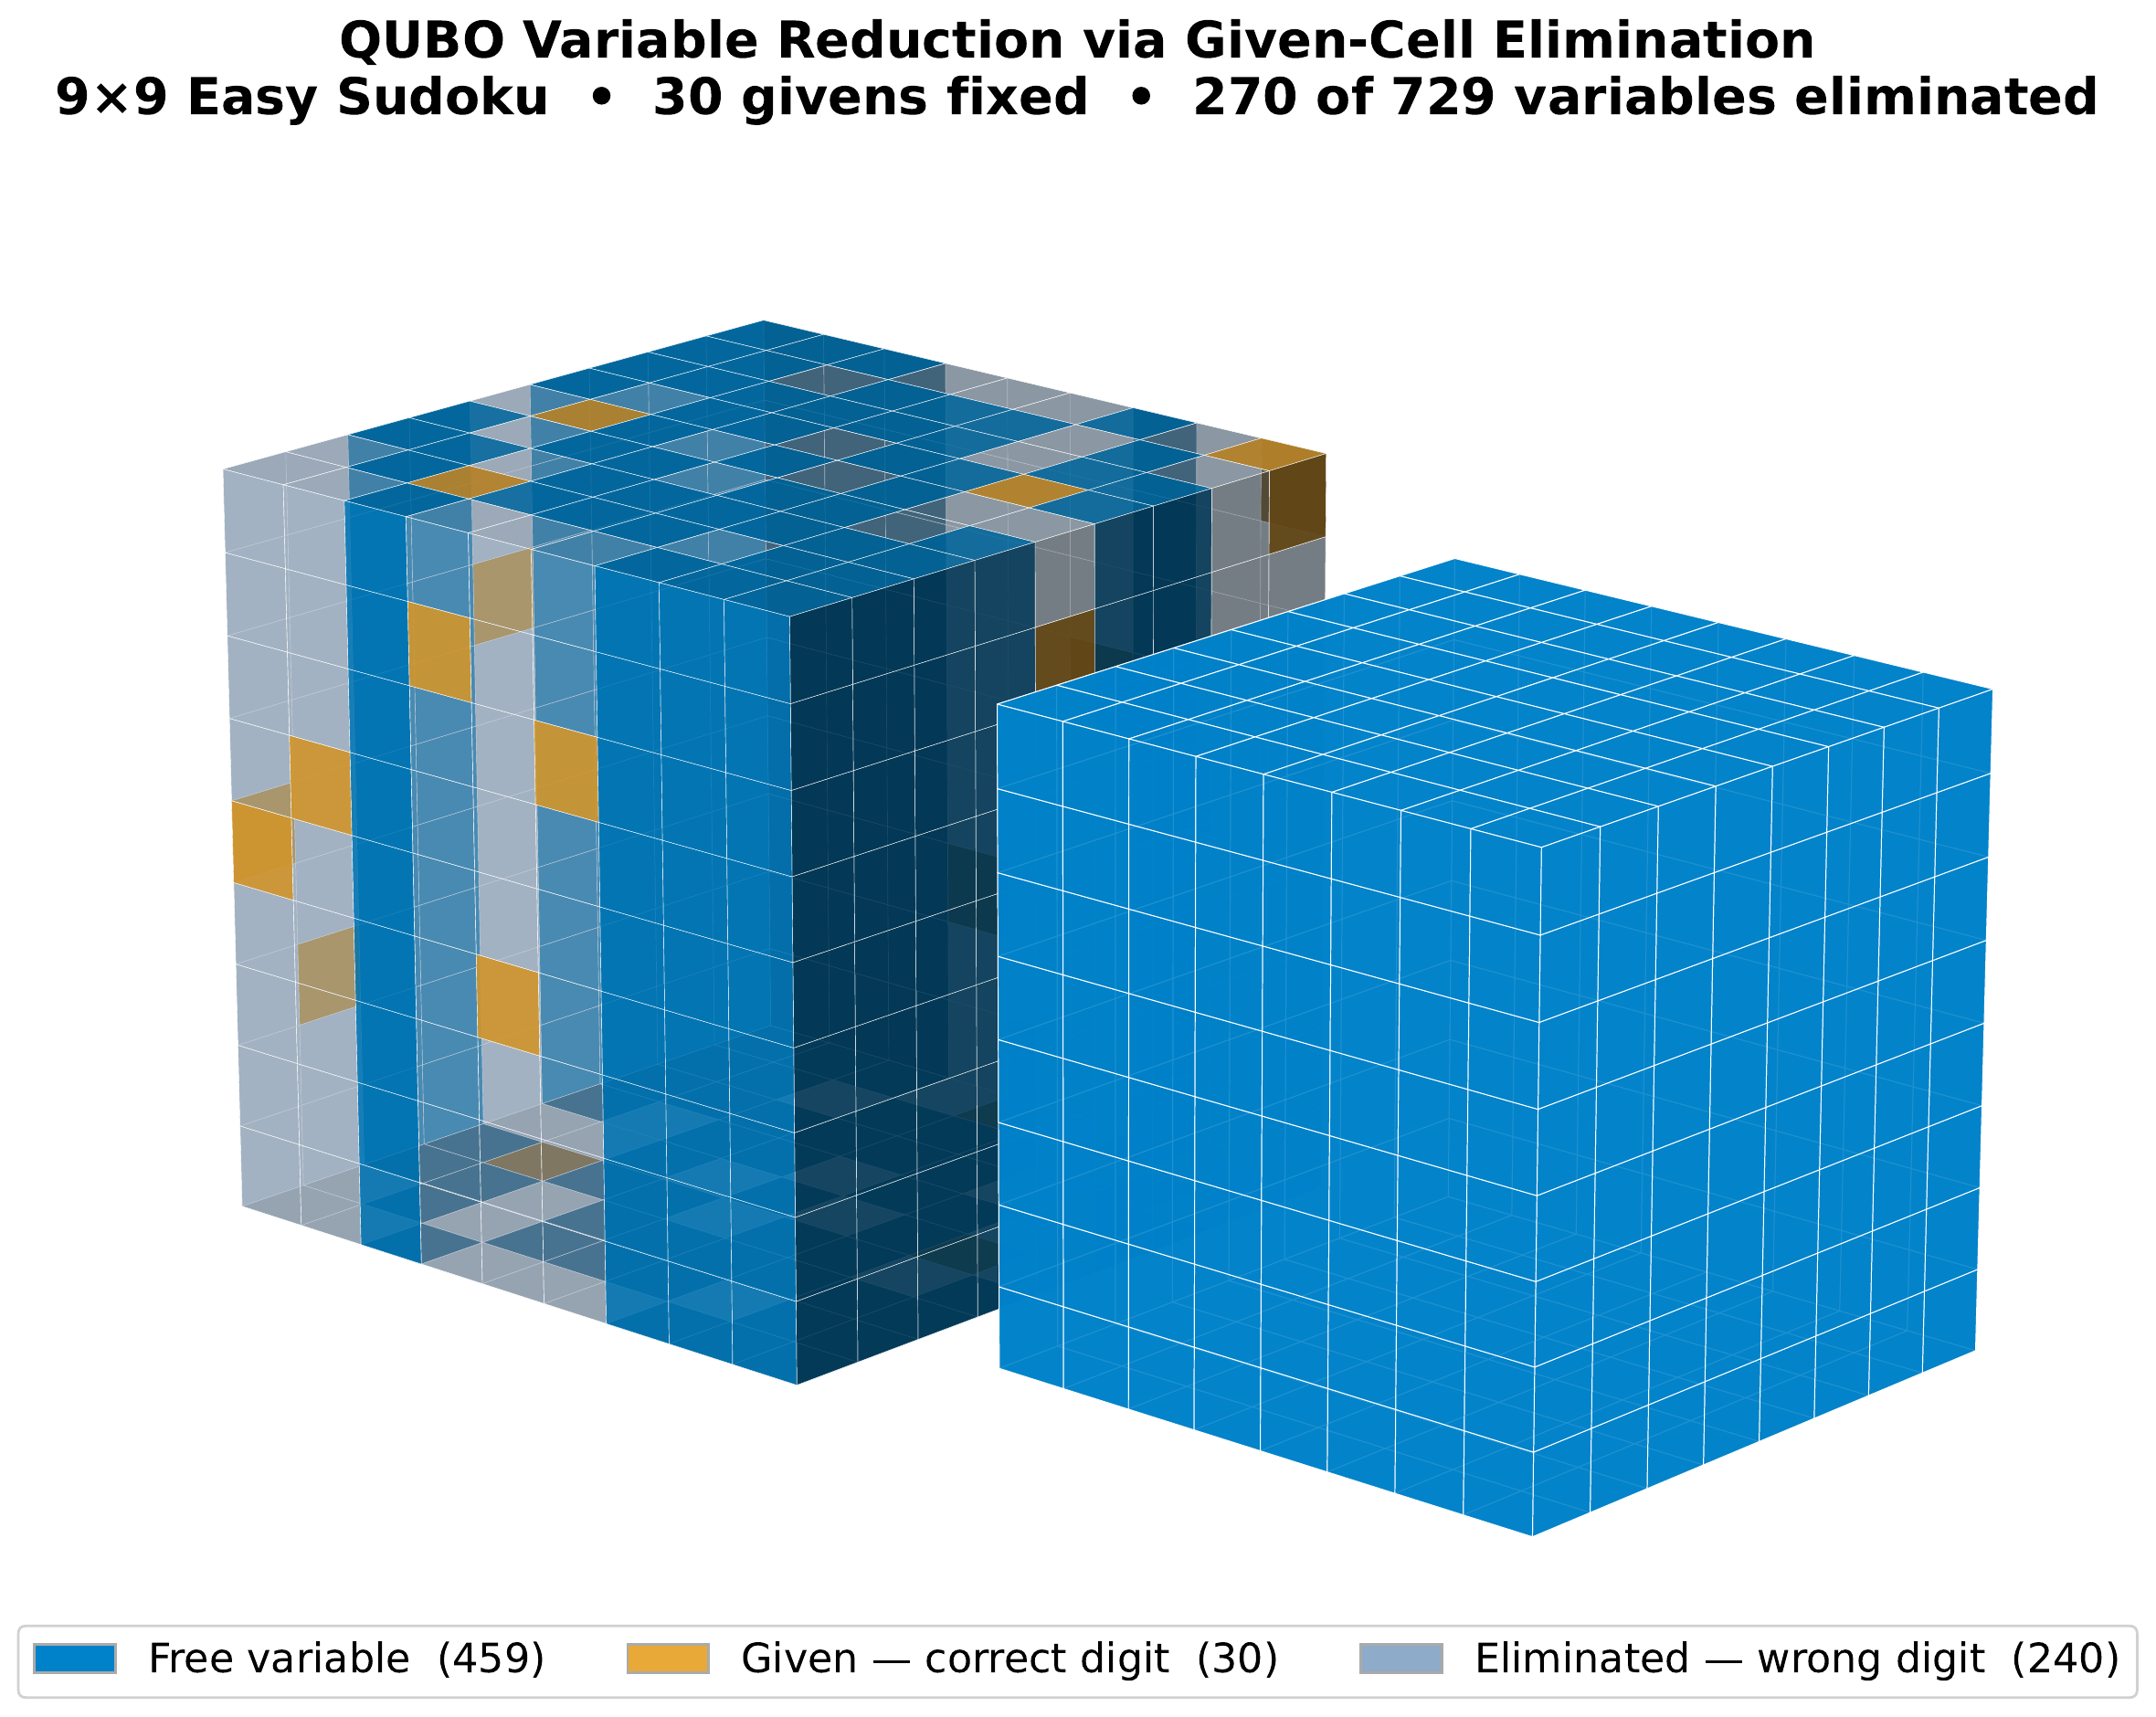 QUBO Variable Reduction via Given-Cell Elimination
9×9 Easy Sudoku • 30 givens fixed • 270 of 729 variables eliminated
Free variable (459) Given — correct digit (30) Eliminated — wrong digit (240)